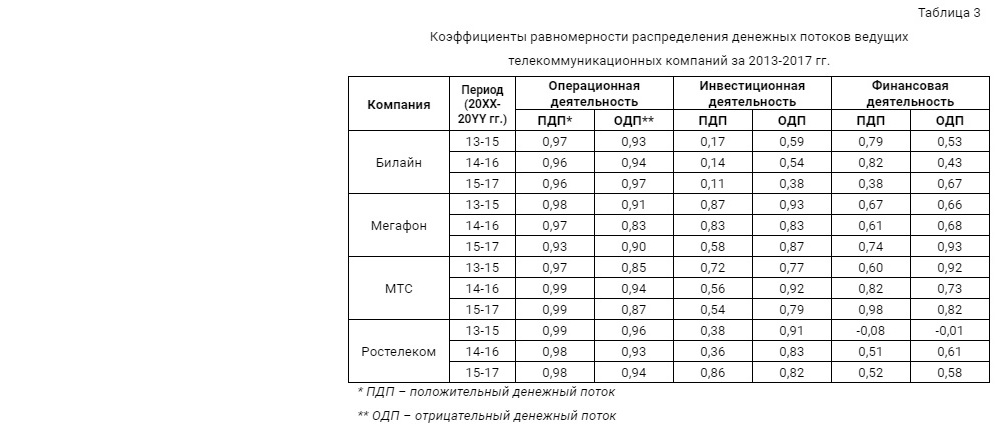 Таблица 3
Коэффициенты равномерности распределения денежных потоков ведущих
телекоммуникационных компаний за 2013-2017 гг.
Компания Период (20XX-20YY гг.) Операционная деятельность Инвестиционная деятельность Финансовая деятельность
ПДП* ОДП** ПДП ОДП ПДП ОДП
Билайн 13-15 0,97 0,93 0,17 0,59 0,79 0,53
14-16 0,96 0,94 0,14 0,54 0,82 0,43
15-17 0,96 0,97 0,11 0,38 0,38 0,67
Мегафон 13-15 0,98 0,91 0,87 0,93 0,67 0,66
14-16 0,97 0,83 0,83 0,83 0,61 0,68
15-17 0,93 0,90 0,58 0,87 0,74 0,93
МТС 13-15 0,97 0,85 0,72 0,77 0,60 0,92
14-16 0,99 0,94 0,56 0,92 0,82 0,73
15-17 0,99 0,87 0,54 0,79 0,98 0,82
Ростелеком 13-15 0,99 0,96 0,38 0,91 -0,08 -0,01
14-16 0,98 0,93 0,36 0,83 0,51 0,61
15-17 0,98 0,94 0,86 0,82 0,52 0,58
* ПДП – положительный денежный поток
** ОДП – отрицательный денежный поток